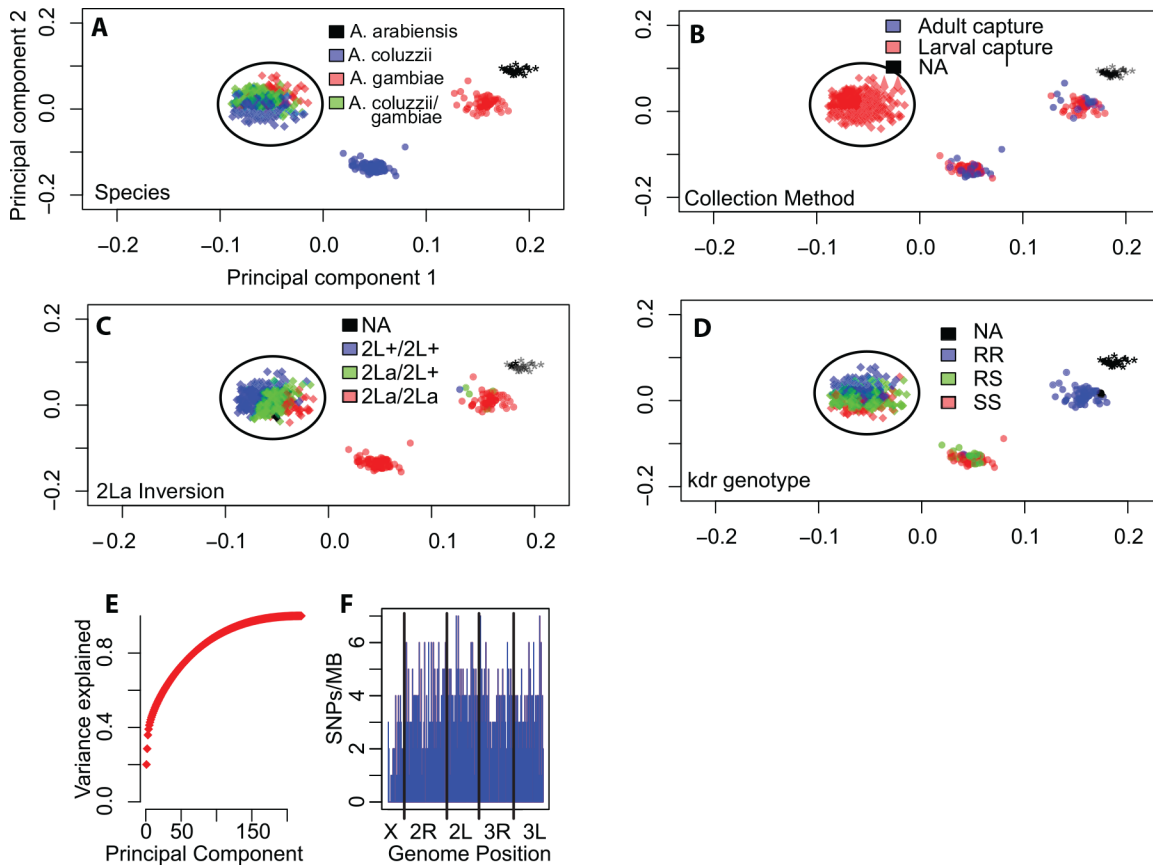 A
A. arabiensis
A. coluzzii
A. gambiae
A. coluzzii/
gambiae
Species
Principal component 2
0.2
0.0
−0.2
−0.2 −0.1 0.0 0.1 0.2
Principal component 1
B
Adult capture
Larval capture
NA
Collection Method
0.2
0.0
−0.2
−0.2 −0.1 0.0 0.1 0.2
C
NA
2L+/2L+
2La/2L+
2La/2La
2La Inversion
0.2
0.0
−0.2
−0.2 −0.1 0.0 0.1 0.2
D
NA
RR
RS
SS
kdr genotype
0.2
0.0
−0.2
−0.2 −0.1 0.0 0.1 0.2
E
Variance explained
0.8
0.4
0.0
0 50 150
Principal Component
F
SNPs/MB
6
4
2
0
X 2R 2L 3R 3L
Genome Position